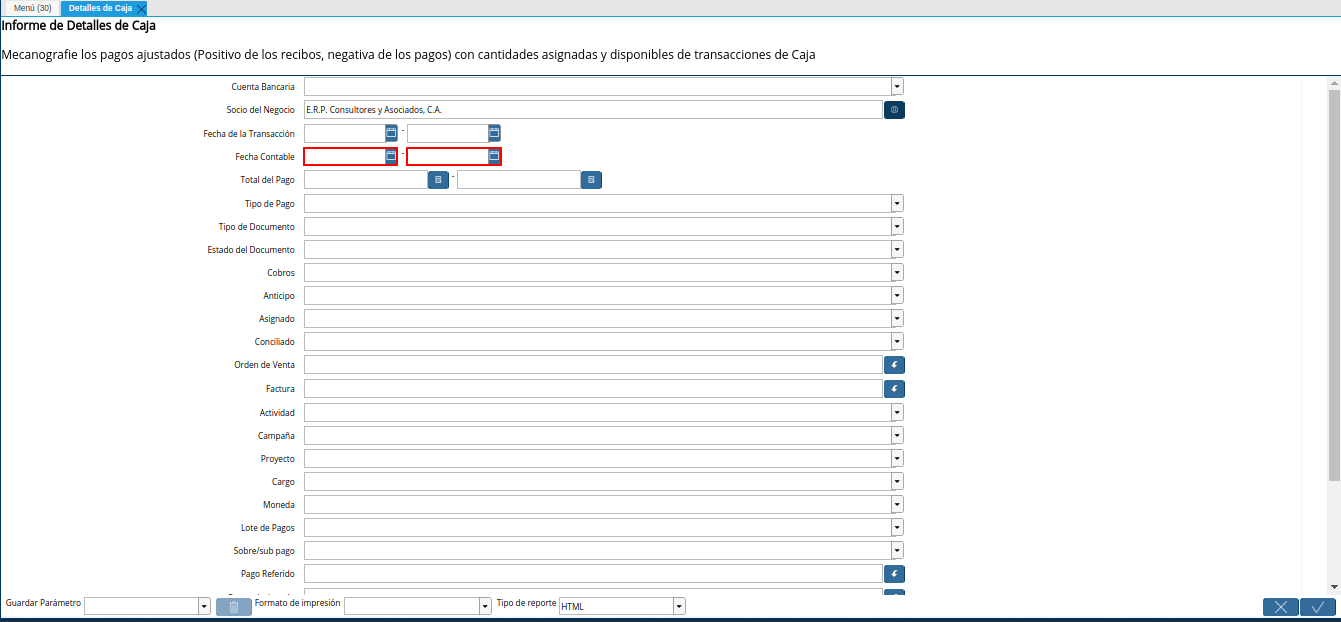 Menú (30) Detalles de Caja
Informe de Detalles de Caja
Mecanografie los pagos ajustados (Positivo de los recibos, negativa de los pagos) con cantidades asignadas y disponibles de transacciones de Caja
Cuenta Bancaria
Socio del Negocio E.R.P. Consultores y Asociados, C.A.
Fecha de la Transacción -
Fecha Contable -
Total del Pago -
Tipo de Pago
Tipo de Documento
Estado del Documento
Cobros
Anticipo
Asignado
Conciliado
Orden de Venta
Factura
Actividad
Campaña
Proyecto
Cargo
Moneda
Lote de Pagos
Sobre/sub pago
Pago Referido
Guardar Parámetro Formato de impresión Tipo de reporte HTML